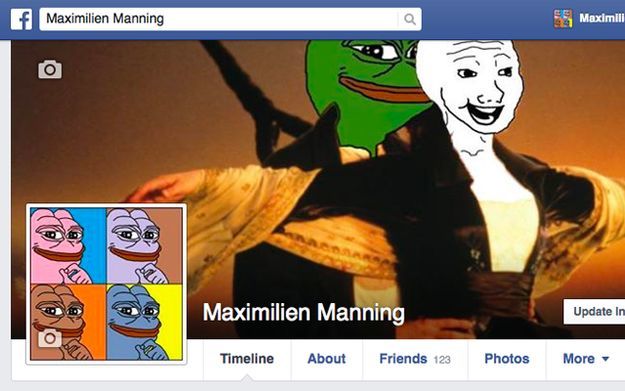 f Maximilien Manning Maximili
Maximilien Manning
Update In
Timeline About Friends 123 Photos More